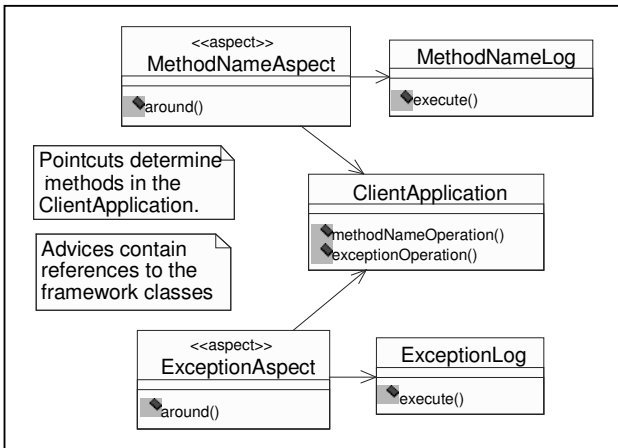 <<aspect>>
MethodNameAspect
around()
MethodNameLog
execute()
Pointcuts determine
methods in the
ClientApplication.
ClientApplication
methodNameOperation()
exceptionOperation()
Advices contain
references to the
framework classes
<<aspect>>
ExceptionAspect
around()
ExceptionLog
execute()